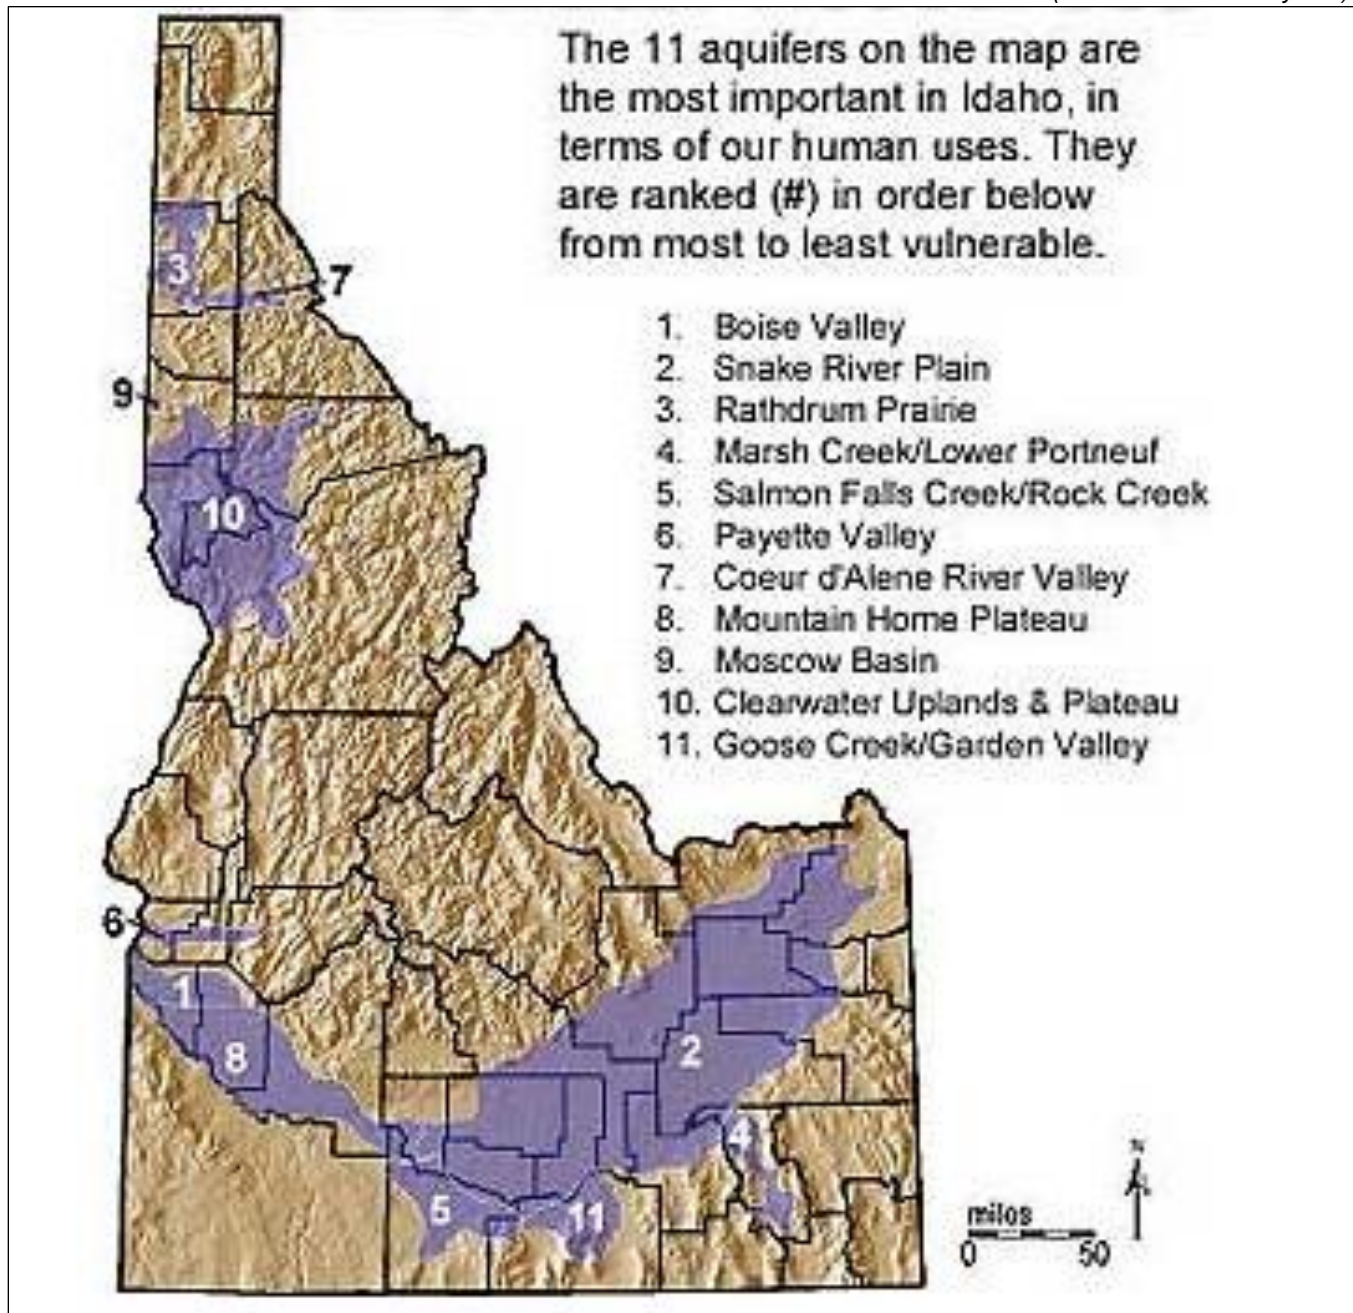 The 11 aquifers on the map are
the most important in Idaho, in
terms of our human uses. They
are ranked (#) in order below
from most to least vulnerable.
1. Boise Valley
2. Snake River Plain
3. Rathdrum Prairie
4. Marsh Creek/Lower Portneuf
5. Salmon Falls Creek/Rock Creek
6. Payette Valley
7. Coeur d'Alene River Valley
8. Mountain Home Plateau
9. Moscow Basin
10. Clearwater Uplands & Plateau
11. Goose Creek/Garden Valley
3
7
9
10
6
1
8
2
4
5
11
N
miles
0 50